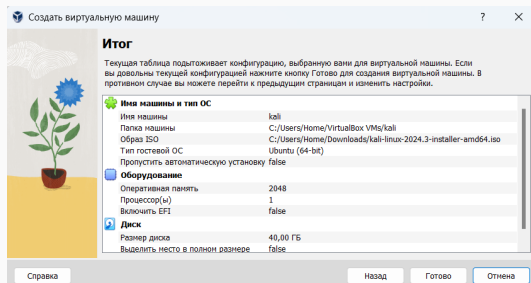 Создать виртуальную машину
Итог
Текущая таблица подытоживает конфигурацию, выбранную вами для виртуальной машины. Если
вы довольны текущей конфигурацией нажмите кнопку Готово для создания виртуальной машины. В
противном случае вы можете перейти к предыдущим страницам и изменить настройки.
Имя машины и тип ОС
Имя машины kali
Папка машины C:/Users/Home/VirtualBox VMs/kali
Образ ISO C:/Users/Home/Downloads/kali-linux-2024.3-installer-amd64.iso
Тип гостевой ОС Ubuntu (64-bit)
Пропустить автоматическую установку false
Оборудование
Оперативная память 2048
Процессор(ы) 1
Включить EFI false
Диск
Размер диска 40,00 ГБ
Выделить место в полном размере false
Справка Назад Готово Отмена